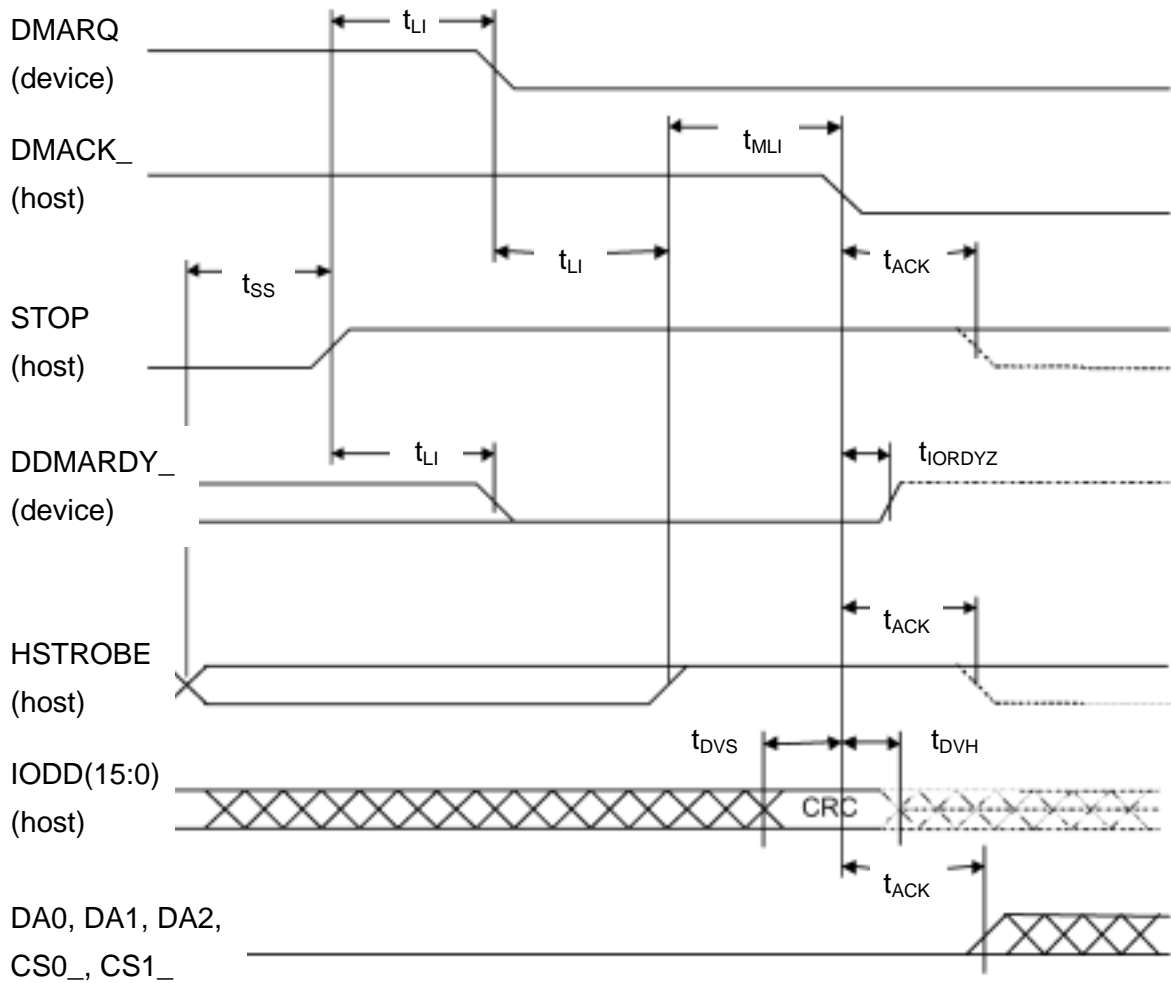 DMARQ
(device)
tLI
DMACK_
(host)
tMLI
tLI
tACK
tSS
STOP
(host)
DDMARDY_
(device)
tLI
tIORDYZ
tACK
HSTROBE
(host)
tDVS
tDVH
IODD(15:0)
(host)
CRC
tACK
DA0, DA1, DA2,
CS0_, CS1_